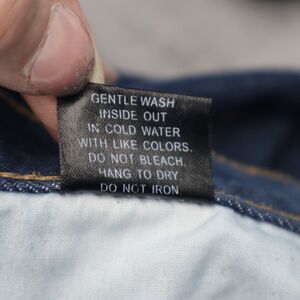 GENTLE WASH
INSIDE OUT
IN COLD WATER
WITH LIKE COLORS.
DO NOT BLEACH.
HANG TO DRY
DO NOT IRON